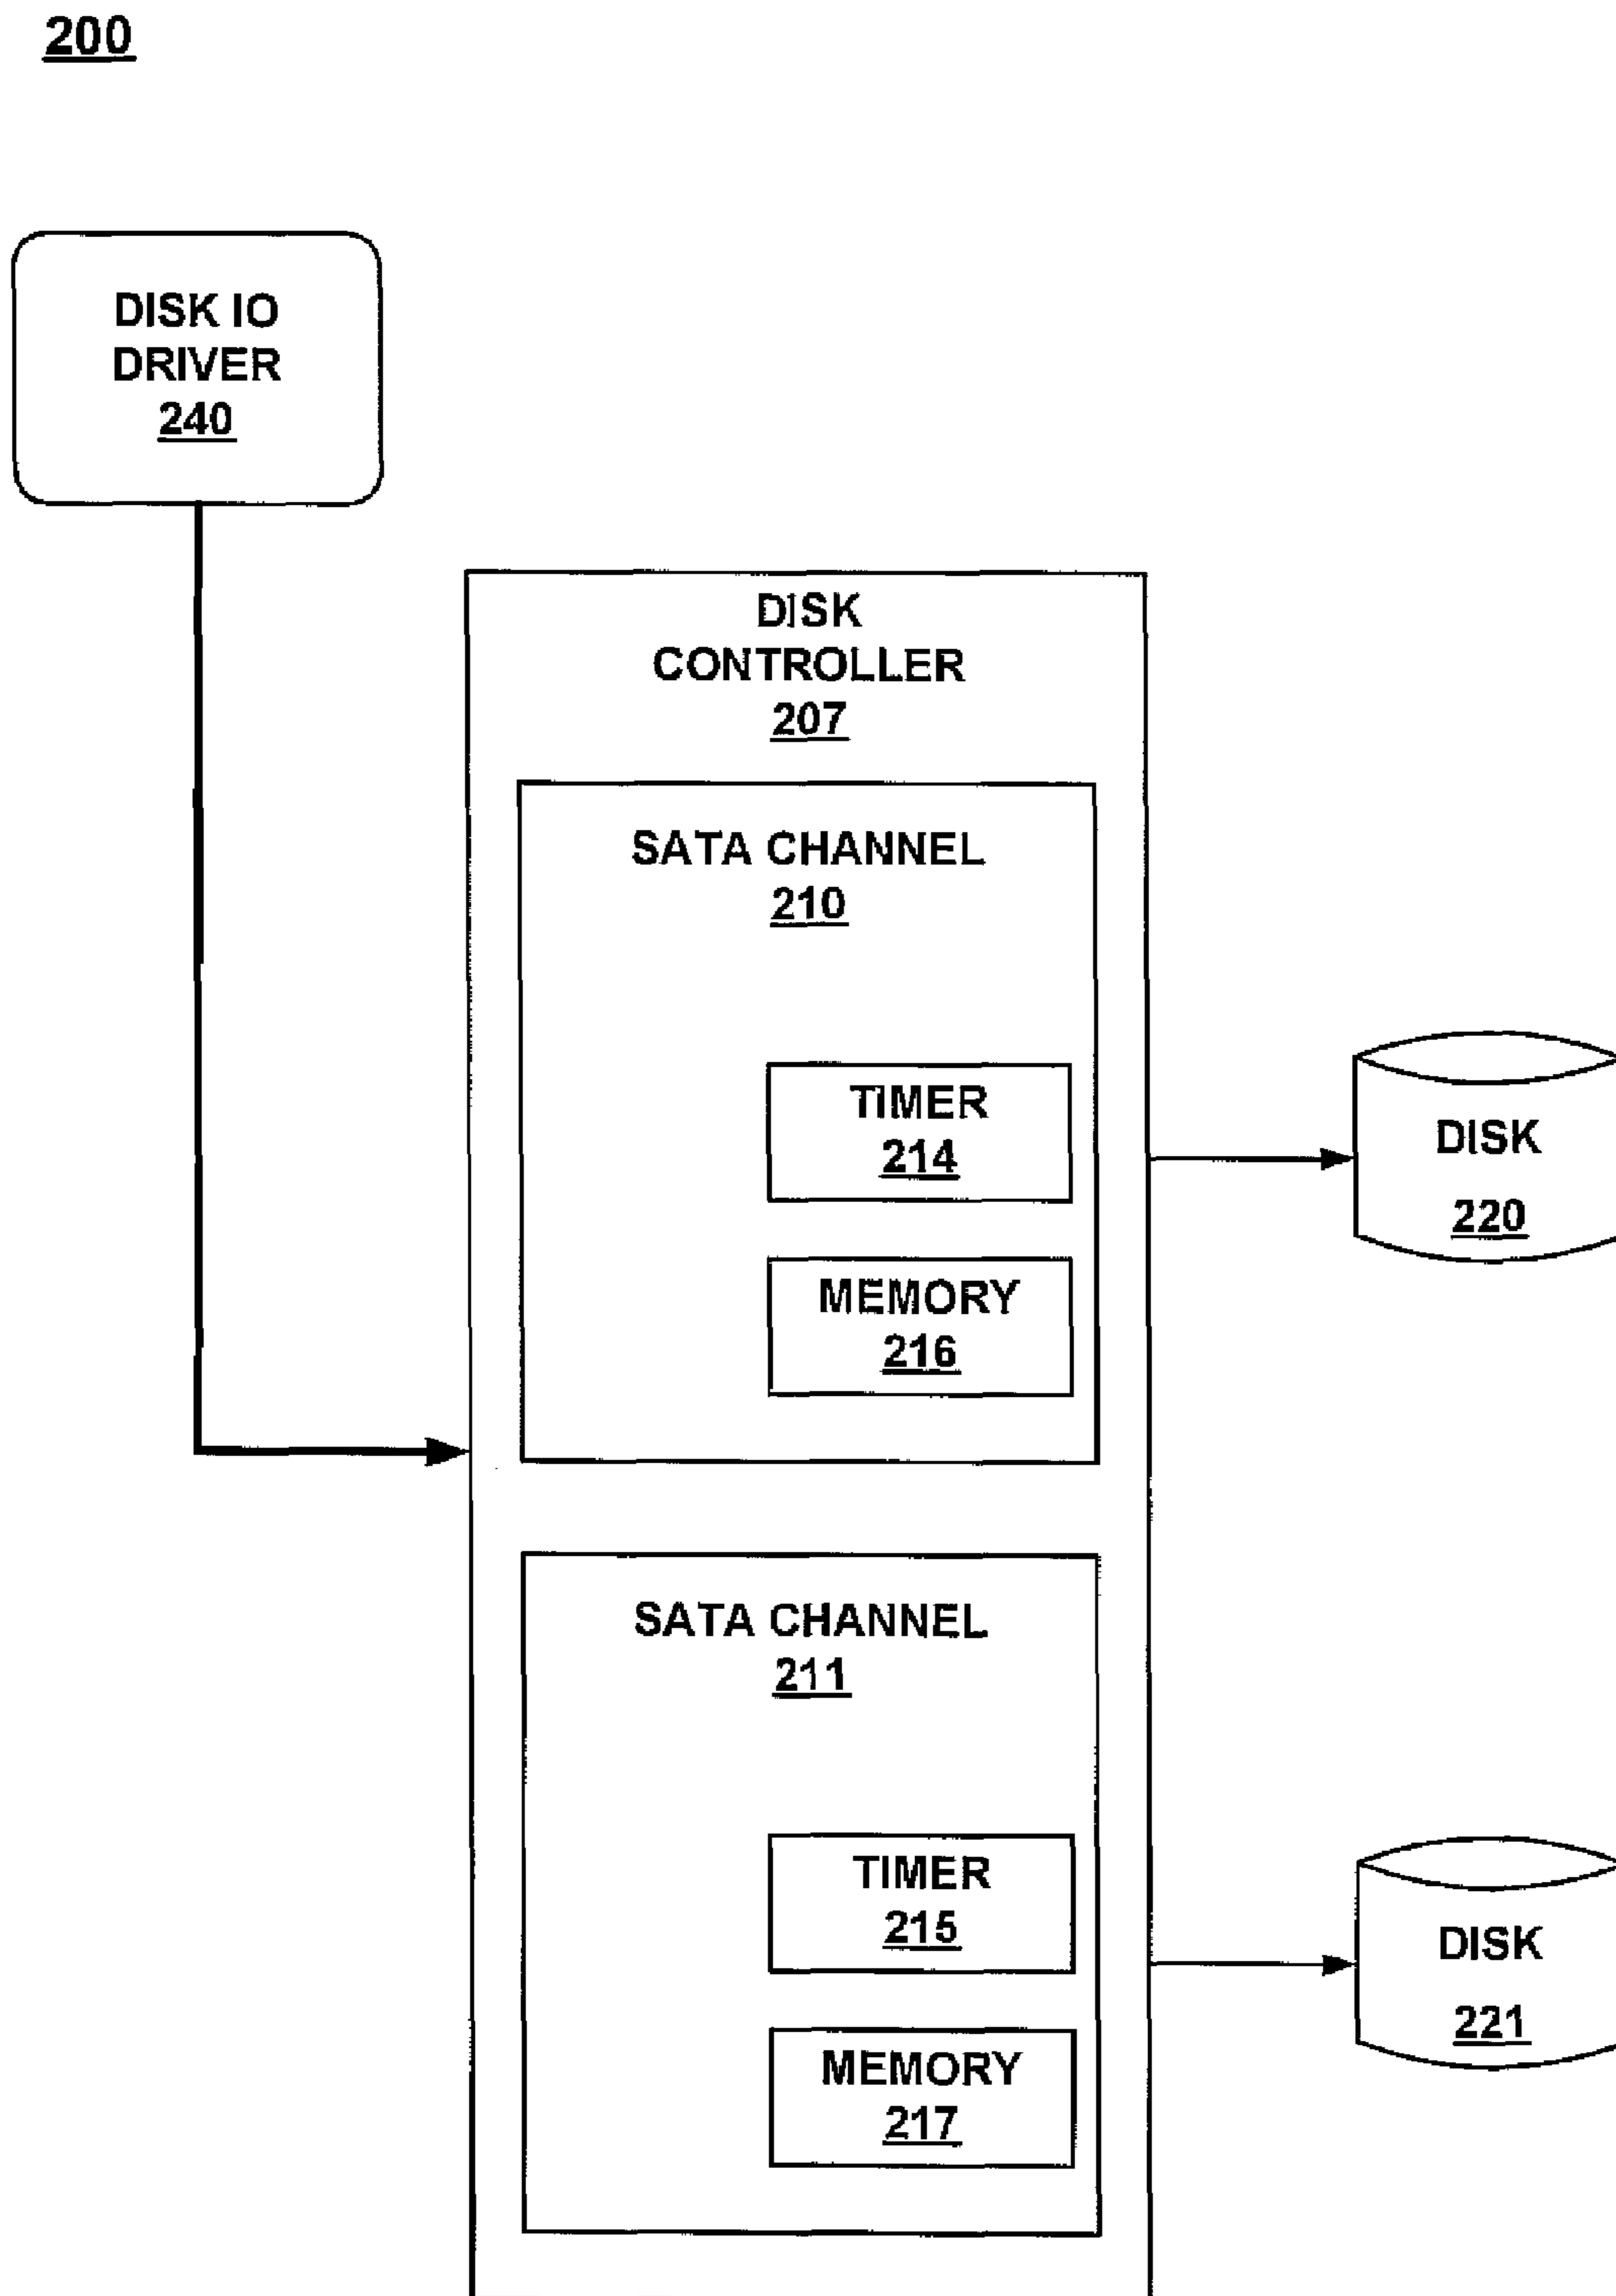 200
DISK IO
DRIVER
240
DISK
CONTROLLER
207
SATA CHANNEL
210
TIMER
214
MEMORY
216
DISK
220
SATA CHANNEL
211
TIMER
215
MEMORY
217
DISK
221